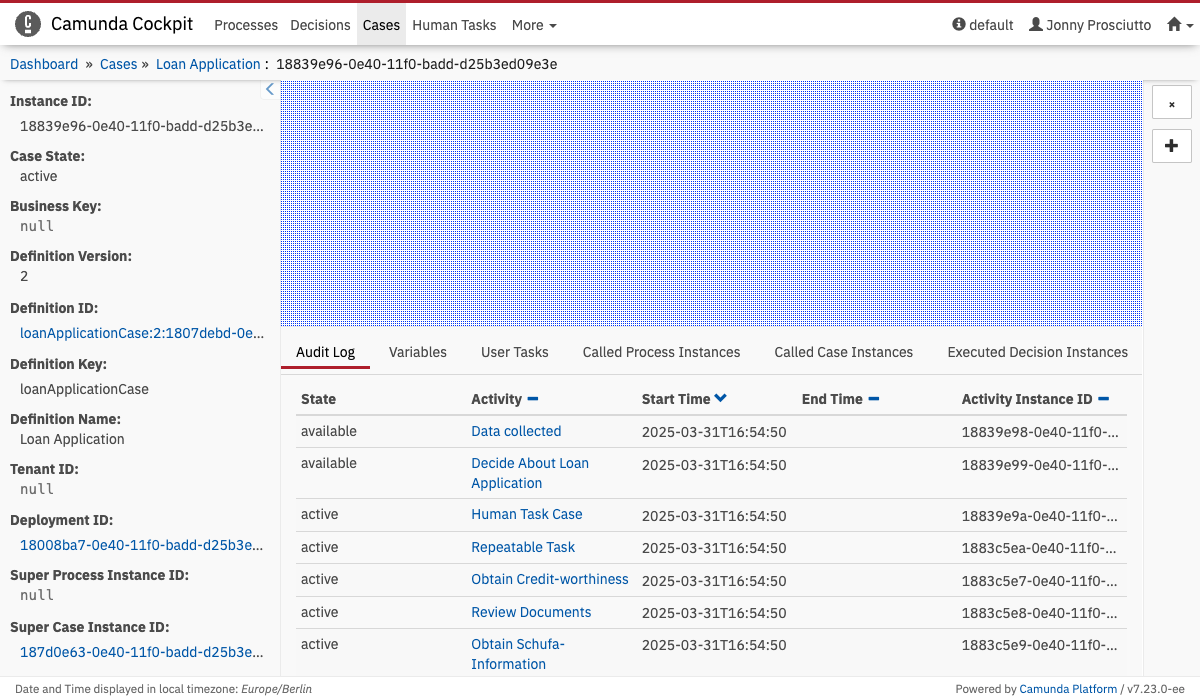 Camunda Cockpit Processes Decisions Cases Human Tasks More default Jonny Prosciutto
Dashboard » Cases » Loan Application : 18839e96-0e40-11f0-badd-d25b3ed09e3e
Instance ID:
18839e96-0e40-11f0-badd-d25b3e...
Case State:
active
Business Key:
null
Definition Version:
2
Definition ID:
loanApplicationCase:2:1807debd-0e...
Definition Key:
loanApplicationCase
Definition Name:
Loan Application
Tenant ID:
null
Deployment ID:
18008ba7-0e40-11f0-badd-d25b3e...
Super Process Instance ID:
null
Super Case Instance ID:
187d0e63-0e40-11f0-badd-d25b3e...
Audit Log Variables User Tasks Called Process Instances Called Case Instances Executed Decision Instances
State Activity Start Time End Time Activity Instance ID
available Data collected 2025-03-31T16:54:50 18839e98-0e40-11f0-...
available Decide About Loan 2025-03-31T16:54:50 18839e99-0e40-11f0-...
Application
active Human Task Case 2025-03-31T16:54:50 18839e9a-0e40-11f0-...
active Repeatable Task 2025-03-31T16:54:50 1883c5ea-0e40-11f0-...
active Obtain Credit-worthiness 2025-03-31T16:54:50 1883c5e7-0e40-11f0-...
active Review Documents 2025-03-31T16:54:50 1883c5e8-0e40-11f0-...
active Obtain Schufa- 2025-03-31T16:54:50 1883c5e9-0e40-11f0-...
Information
Date and Time displayed in local timezone: Europe/Berlin
Powered by Camunda Platform / v7.23.0-ee